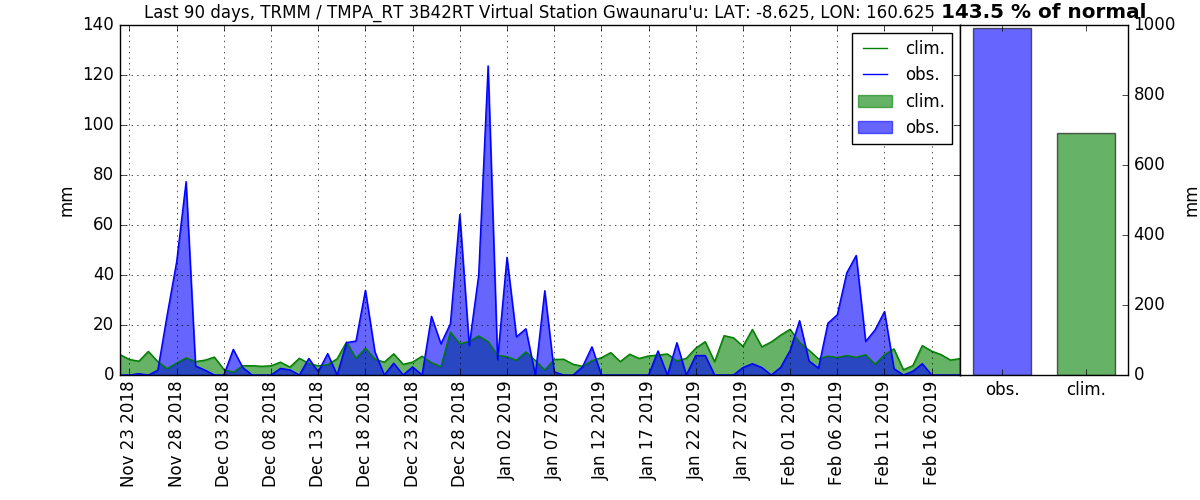 Last 90 days, TRMM / TMPA_RT 3B42RT Virtual Station Gwaunaru'u: LAT: -8.625, LON: 160.625 143.5 % of normal
140
120
100
80
60
40
20
0
mm
clim.
obs.
clim.
obs.
Nov 23 2018
Nov 28 2018
Dec 03 2018
Dec 08 2018
Dec 13 2018
Dec 18 2018
Dec 23 2018
Dec 28 2018
Jan 02 2019
Jan 07 2019
Jan 12 2019
Jan 17 2019
Jan 22 2019
Jan 27 2019
Feb 01 2019
Feb 06 2019
Feb 11 2019
Feb 16 2019
1000
800
600
400
200
0
mm
obs. clim.